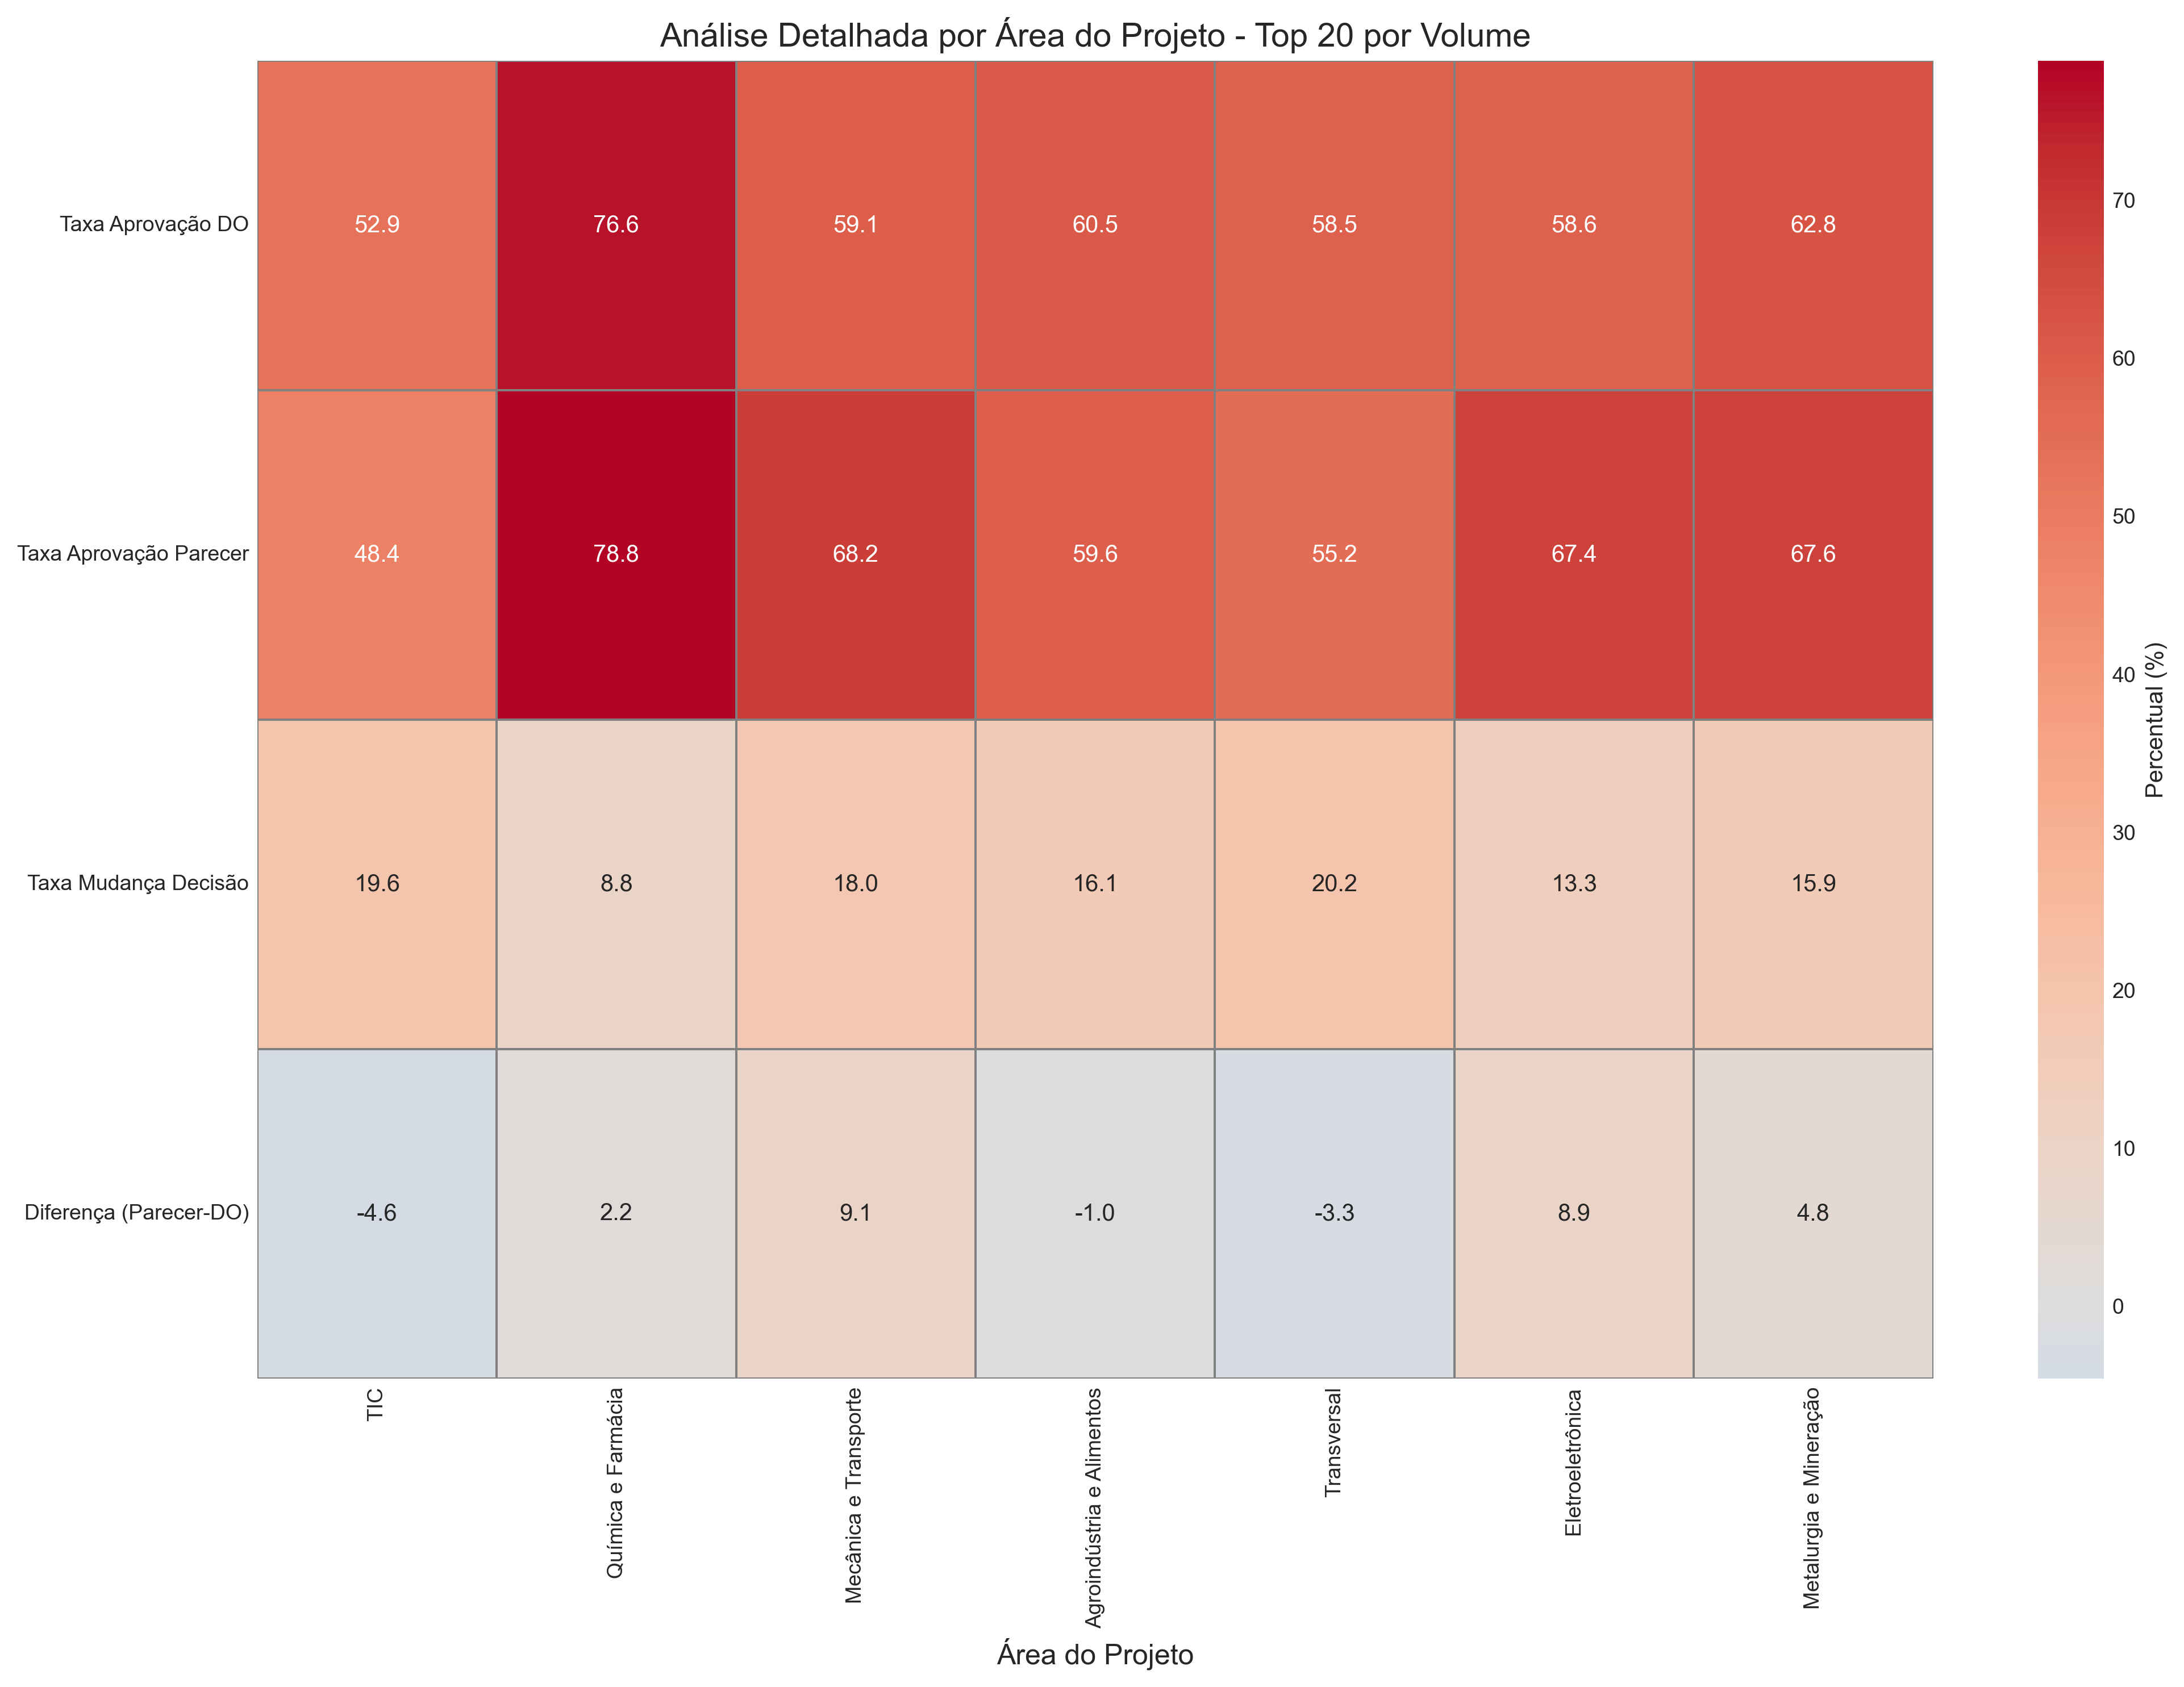 Análise Detalhada por Área do Projeto - Top 20 por Volume
Taxa Aprovação DO
52.9 76.6 59.1 60.5 58.5 58.6 62.8
Taxa Aprovação Parecer
48.4 78.8 68.2 59.6 55.2 67.4 67.6
Taxa Mudança Decisão
19.6 8.8 18.0 16.1 20.2 13.3 15.9
Diferença (Parecer-DO)
-4.6 2.2 9.1 -1.0 -3.3 8.9 4.8
TIC
Química e Farmácia
Mecânica e Transporte
Agroindústria e Alimentos
Transversal
Eletroeletrônica
Metalurgia e Mineração
Área do Projeto
70
60
50
40
30
20
10
0
Percentual (%)